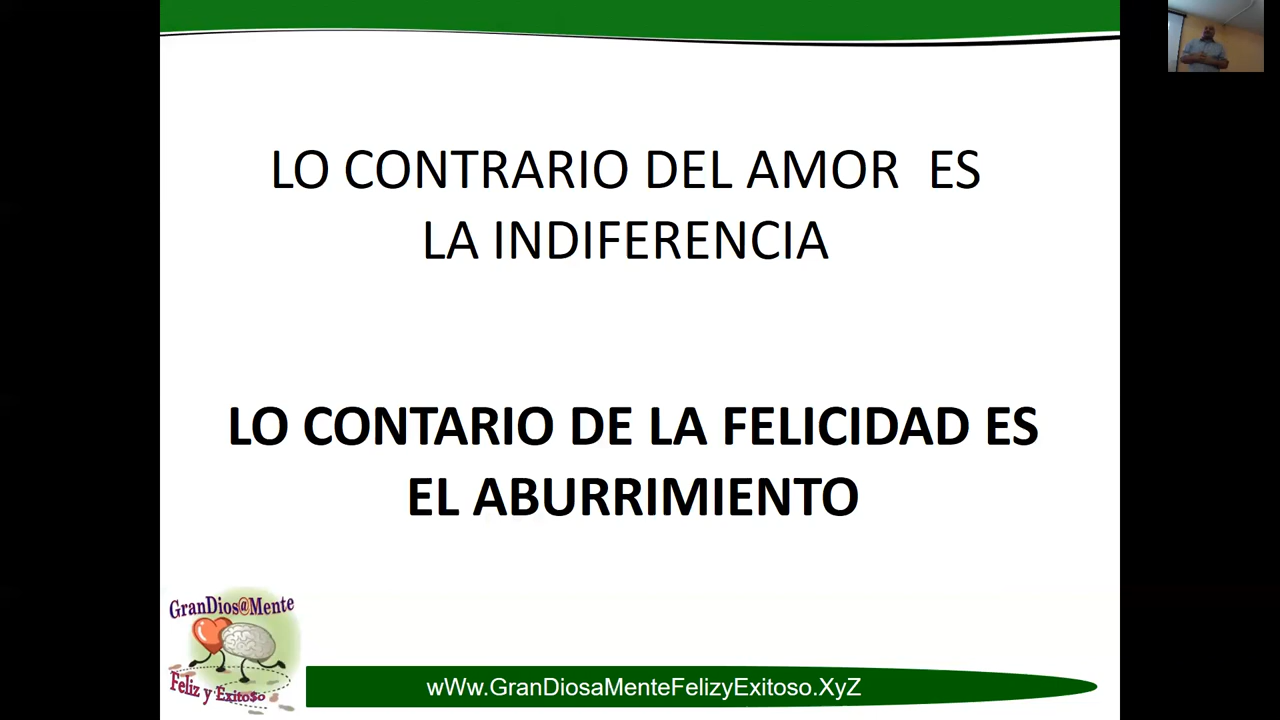 LO CONTRARIO DEL AMOR  ES
LA INDIFERENCIA
LO CONTARIO DE LA FELICIDAD ES
EL ABURRIMIENTO
GranDios@Mente
Feliz y Exito$o
wWw.GranDiosaMenteFelizyExitoso.XyZ